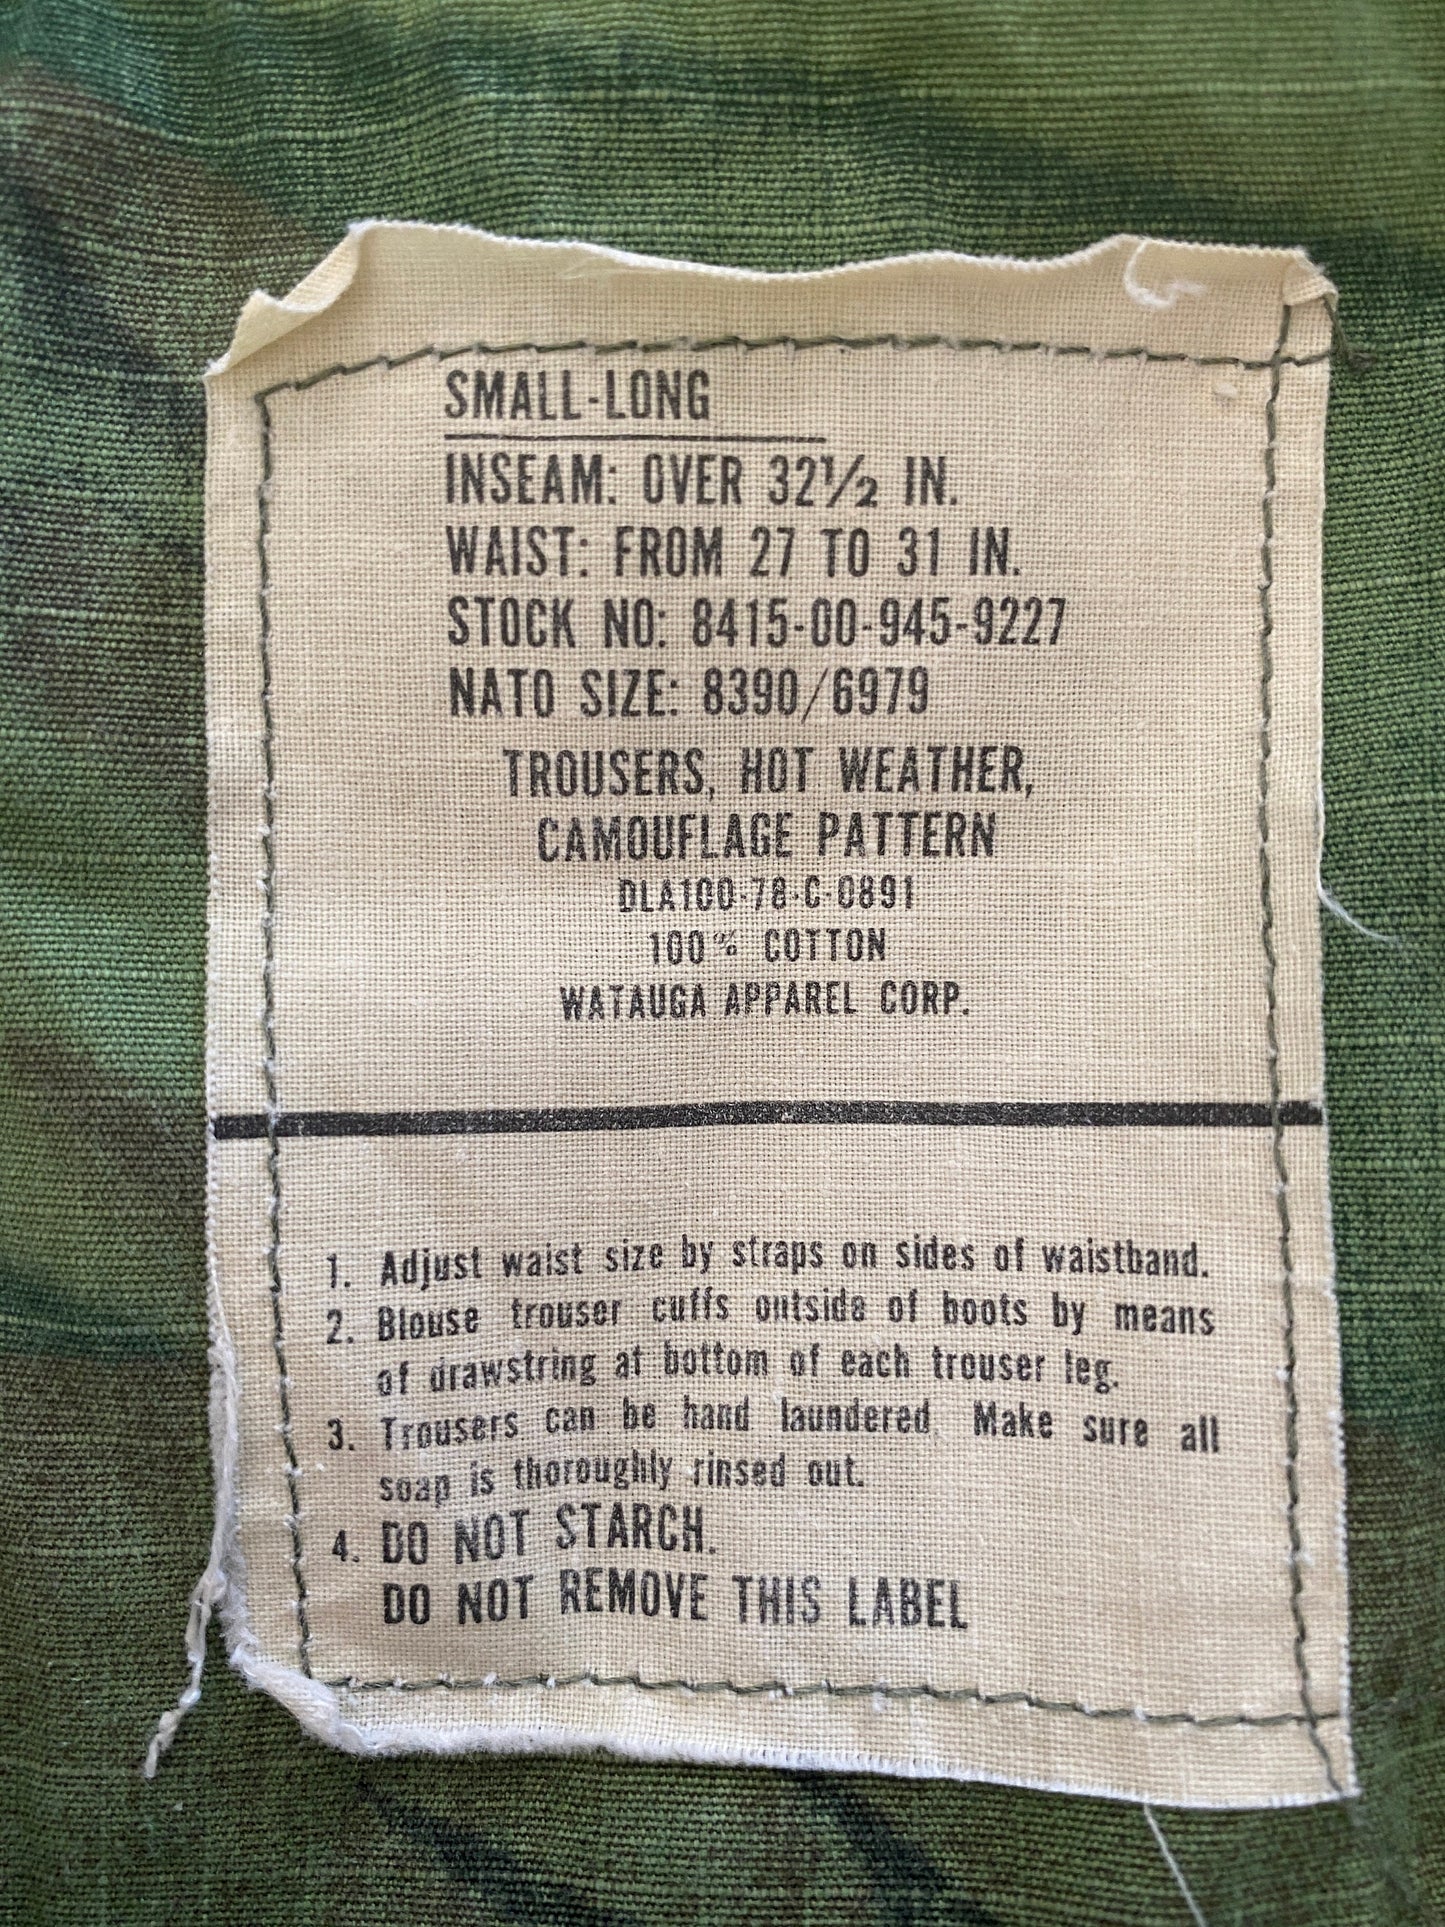 SMALL-LONG
INSEAM: OVER 32½ IN.
WAIST: FROM 27 TO 31 IN.
STOCK NO: 8415-00-945-9227
NATO SIZE: 8390/6979
TROUSERS, HOT WEATHER,
CAMOUFLAGE PATTERN
DLA100-78-C-0891
100% COTTON
WATAUGA APPAREL CORP.
1. Adjust waist size by straps on sides of waistband.
2. Blouse trouser cuffs outside of boots by means
of drawstring at bottom of each trouser leg.
3. Trousers can be hand laundered. Make sure all
soap is thoroughly rinsed out.
4. DO NOT STARCH.
DO NOT REMOVE THIS LABEL